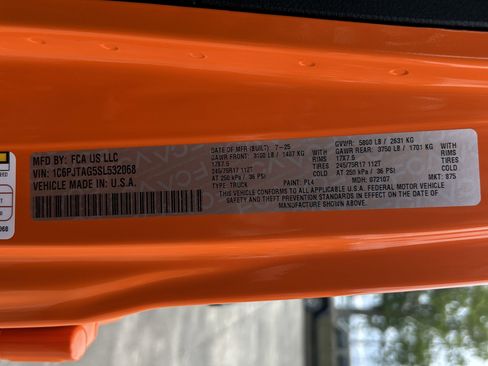 MFD BY: FCA US LLC
VIN: 1C6PJTAG5SL532068
VEHICLE MADE IN: U.S.A.
DATE OF MFR (BUILT): 7-25
GVWR: 5800 LB / 2631 KG
GAWR FRONT: 3100 LB / 1407 KG WITH
GAWR REAR: 3750 LB / 1701 KG WITH
17X7.5 RIMS
17X7.5 RIMS
245/75R17 112T TIRES
245/75R17 112T TIRES
AT 250 kPa / 36 PSI COLD
AT 250 kPa / 36 PSI COLD
TYPE: TRUCK
PAINT: PL4
MDH: 072107
MKT: 875
THIS VEHICLE CONFORMS TO ALL APPLICABLE U.S.A. FEDERAL MOTOR VEHICLE
SAFETY AND THEFT PREVENTION STANDARDS IN EFFECT ON THE DATE OF
MANUFACTURE SHOWN ABOVE.